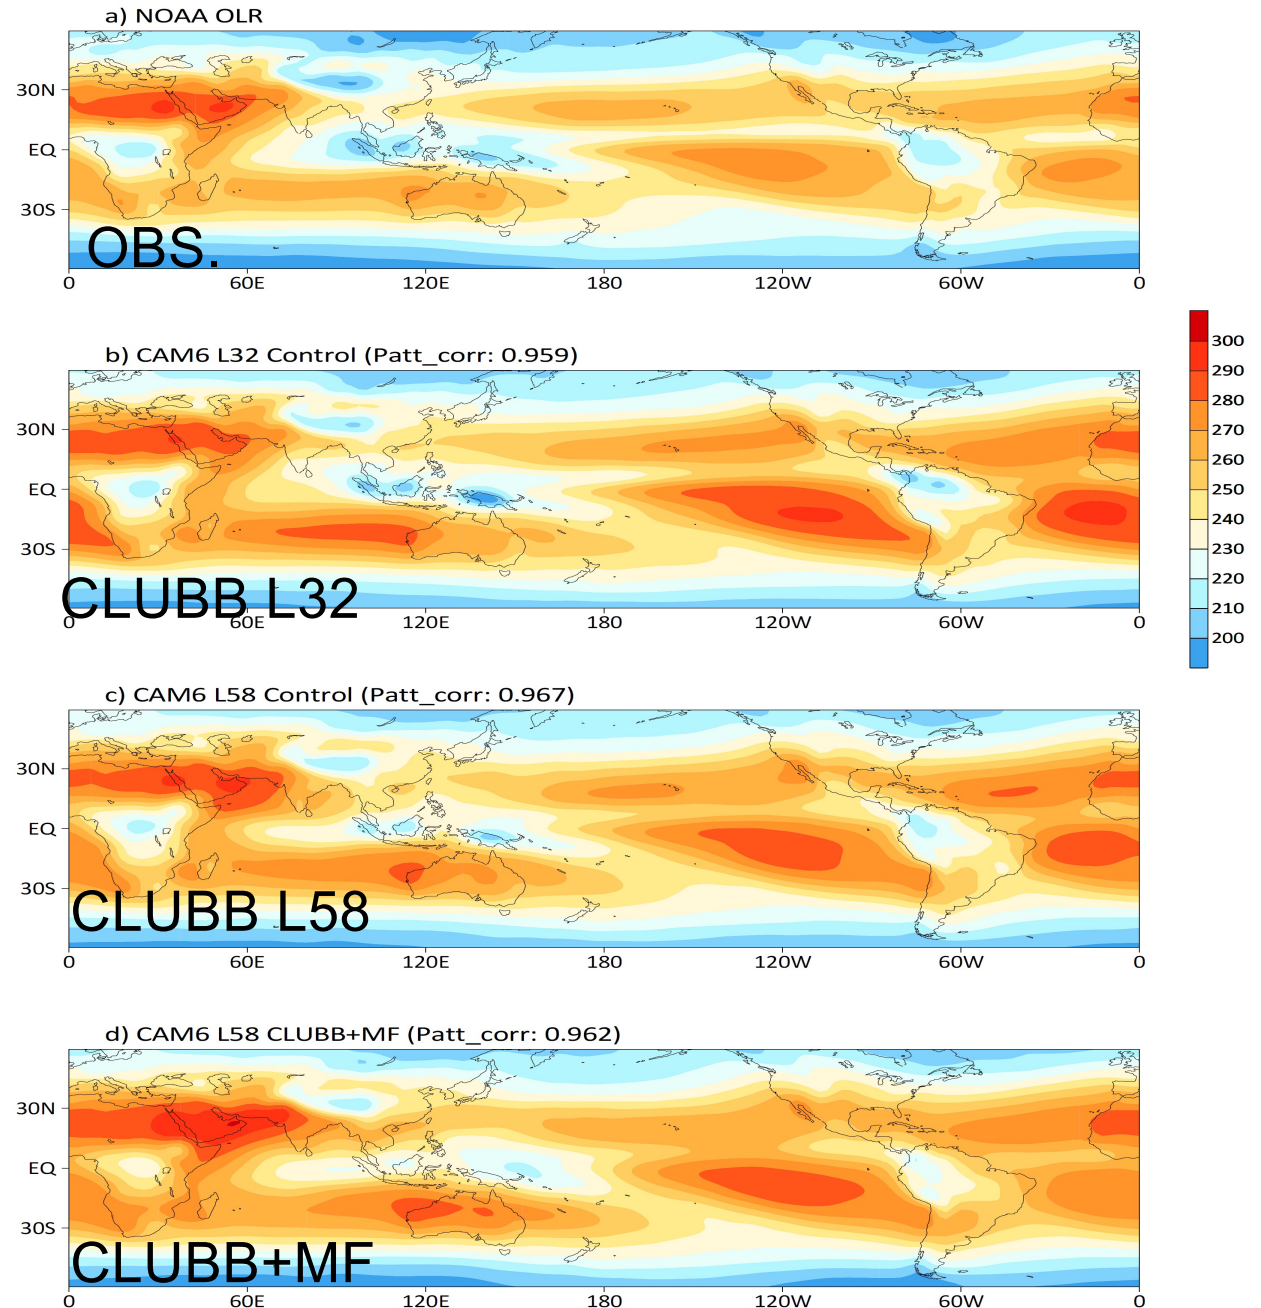 a) NOAA OLR
30N
EQ
30S
OBS.
0 60E 120E 180 120W 60W 0
b) CAM6 L32 Control (Patt_corr: 0.959)
30N
EQ
30S
CLUBB L32
0 60E 120E 180 120W 60W 0
300
290
280
270
260
250
240
230
220
210
200
c) CAM6 L58 Control (Patt_corr: 0.967)
30N
EQ
30S
CLUBB L58
0 60E 120E 180 120W 60W 0
d) CAM6 L58 CLUBB+MF (Patt_corr: 0.962)
30N
EQ
30S
CLUBB+MF
0 60E 120E 180 120W 60W 0